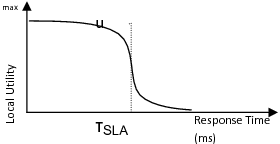 max
u
Local Utility
Response Time
(ms)
TSLA